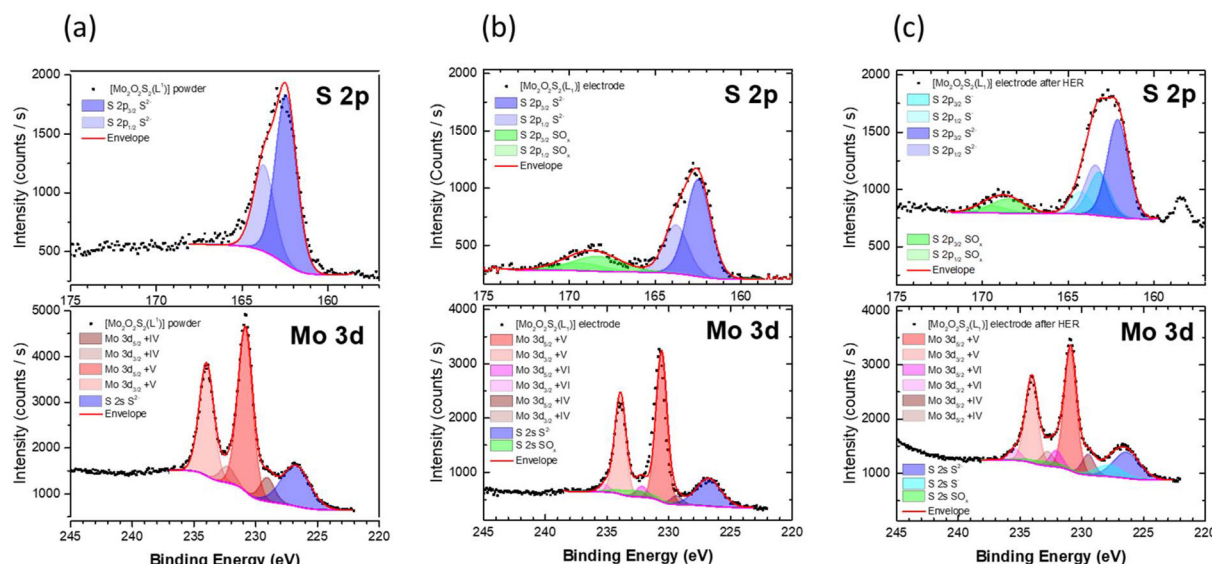 (a)
2000
1500
1000
500
Intensity (counts / s)
[Mo₂O₂S₂(L¹)] powder
S 2p₃/₂ S²⁻
S 2p₁/₂ S²⁻
Envelope
S 2p
175
170
165
160
5000
4000
3000
2000
1000
Intensity (counts / s)
[Mo₂O₂S₂(L¹)] powder
Mo 3d₅/₂ +IV
Mo 3d₃/₂ +IV
Mo 3d₅/₂ +V
Mo 3d₃/₂ +V
S 2s S²⁻
Envelope
Mo 3d
245
240
235
230
225
220
Binding Energy (eV)
(b)
2000
1500
1000
500
Intensity (Counts / s)
[Mo₂O₂S₂(L₁)] electrode
S 2p₃/₂ S²⁻
S 2p₁/₂ S²⁻
S 2p₃/₂ SOₓ
S 2p₁/₂ SOₓ
Envelope
S 2p
175
170
165
160
4000
3000
2000
1000
Intensity (counts / s)
[Mo₂O₂S₂(L₁)] electrode
Mo 3d₅/₂ +V
Mo 3d₃/₂ +V
Mo 3d₅/₂ +VI
Mo 3d₃/₂ +VI
Mo 3d₅/₂ +IV
Mo 3d₃/₂ +IV
S 2s S²⁻
S 2s SOₓ
Envelope
Mo 3d
245
240
235
230
225
220
Binding Energy (eV)
(c)
2000
1500
1000
500
Intensity (counts / s)
[Mo₂O₂S₂(L₁)] electrode after HER
S 2p₃/₂ S⁻
S 2p₁/₂ S⁻
S 2p₃/₂ S²⁻
S 2p₁/₂ S²⁻
S 2p₃/₂ SOₓ
S 2p₁/₂ SOₓ
Envelope
S 2p
175
170
165
160
4000
3000
2000
1000
Intensity (counts / s)
[Mo₂O₂S₂(L₁)] electrode after HER
Mo 3d₅/₂ +V
Mo 3d₃/₂ +V
Mo 3d₅/₂ +VI
Mo 3d₃/₂ +VI
Mo 3d₅/₂ +IV
Mo 3d₃/₂ +IV
S 2s S²⁻
S 2s S⁻
S 2s SOₓ
Envelope
Mo 3d
245
240
235
230
225
220
Binding Energy (eV)